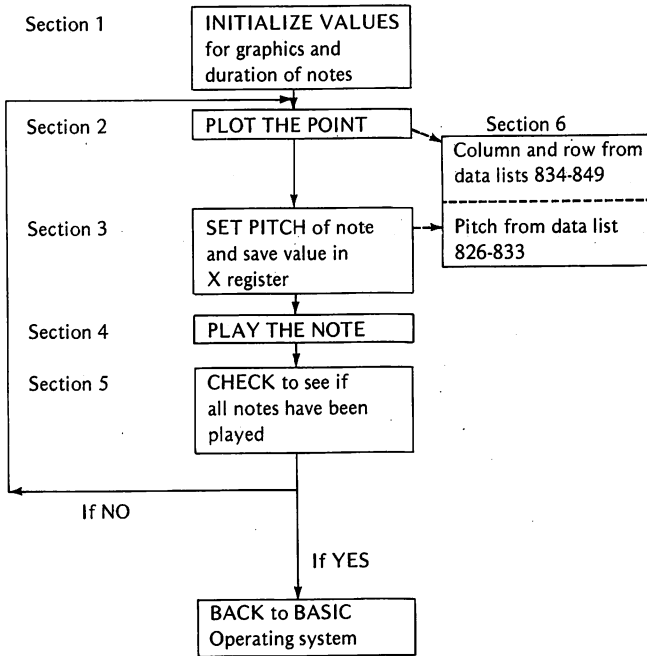 Section 1
INITIALIZE VALUES
for graphics and
duration of notes
Section 2
PLOT THE POINT
Section 6
Column and row from
data lists 834-849
Pitch from data list
826-833
Section 3
SET PITCH of note
and save value in
X register
Section 4
PLAY THE NOTE
Section 5
CHECK to see if
all notes have been
played
If NO
If YES
BACK to BASIC
Operating system